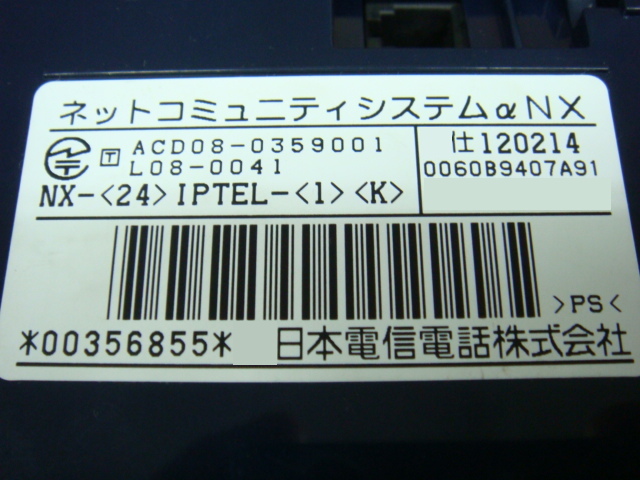 ネットコミュニティシステムαNX
T ACD08-0359001
L08-0041
仕120214
0060B9407A91
NX-<24>IPTEL-<1><K>
>PS<
*00356855* 日本電信電話株式会社